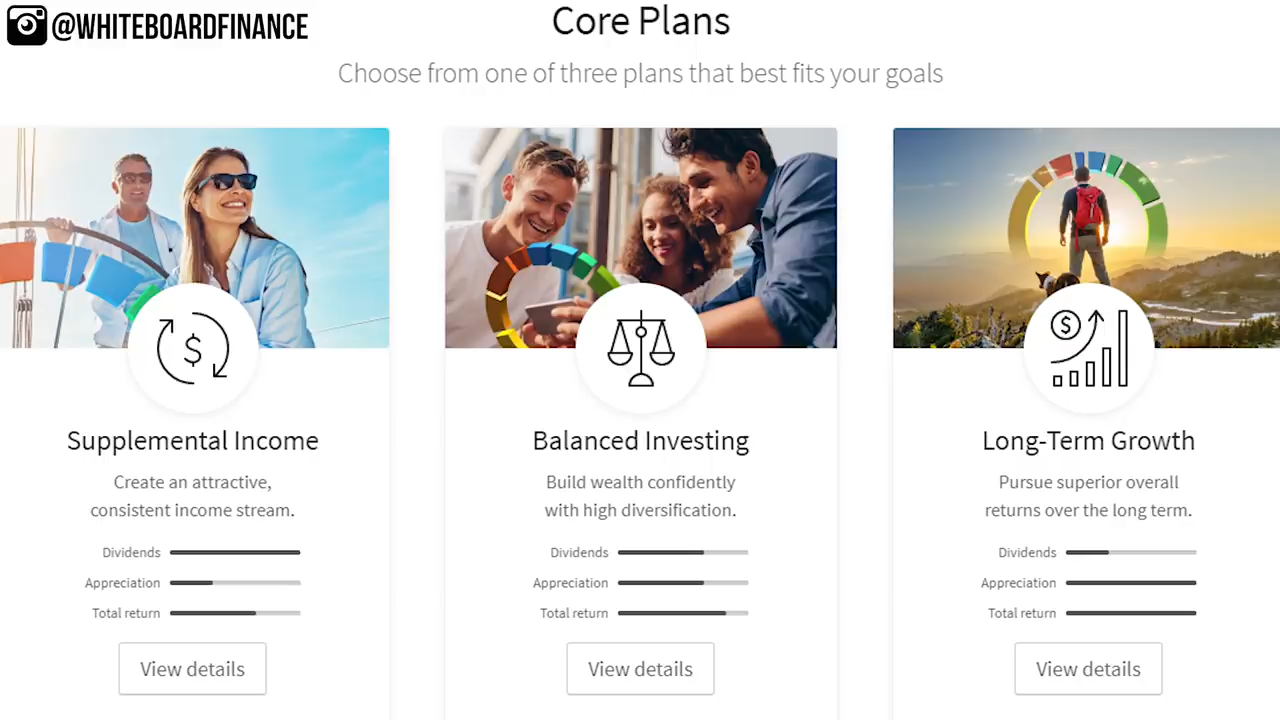 @WHITEBOARDFINANCE
Core Plans
Choose from one of three plans that best fits your goals
$
Supplemental Income
Create an attractive,
consistent income stream.
Dividends
Appreciation
Total return
View details
Balanced Investing
Build wealth confidently
with high diversification.
Dividends
Appreciation
Total return
View details
$
Long-Term Growth
Pursue superior overall
returns over the long term.
Dividends
Appreciation
Total return
View details